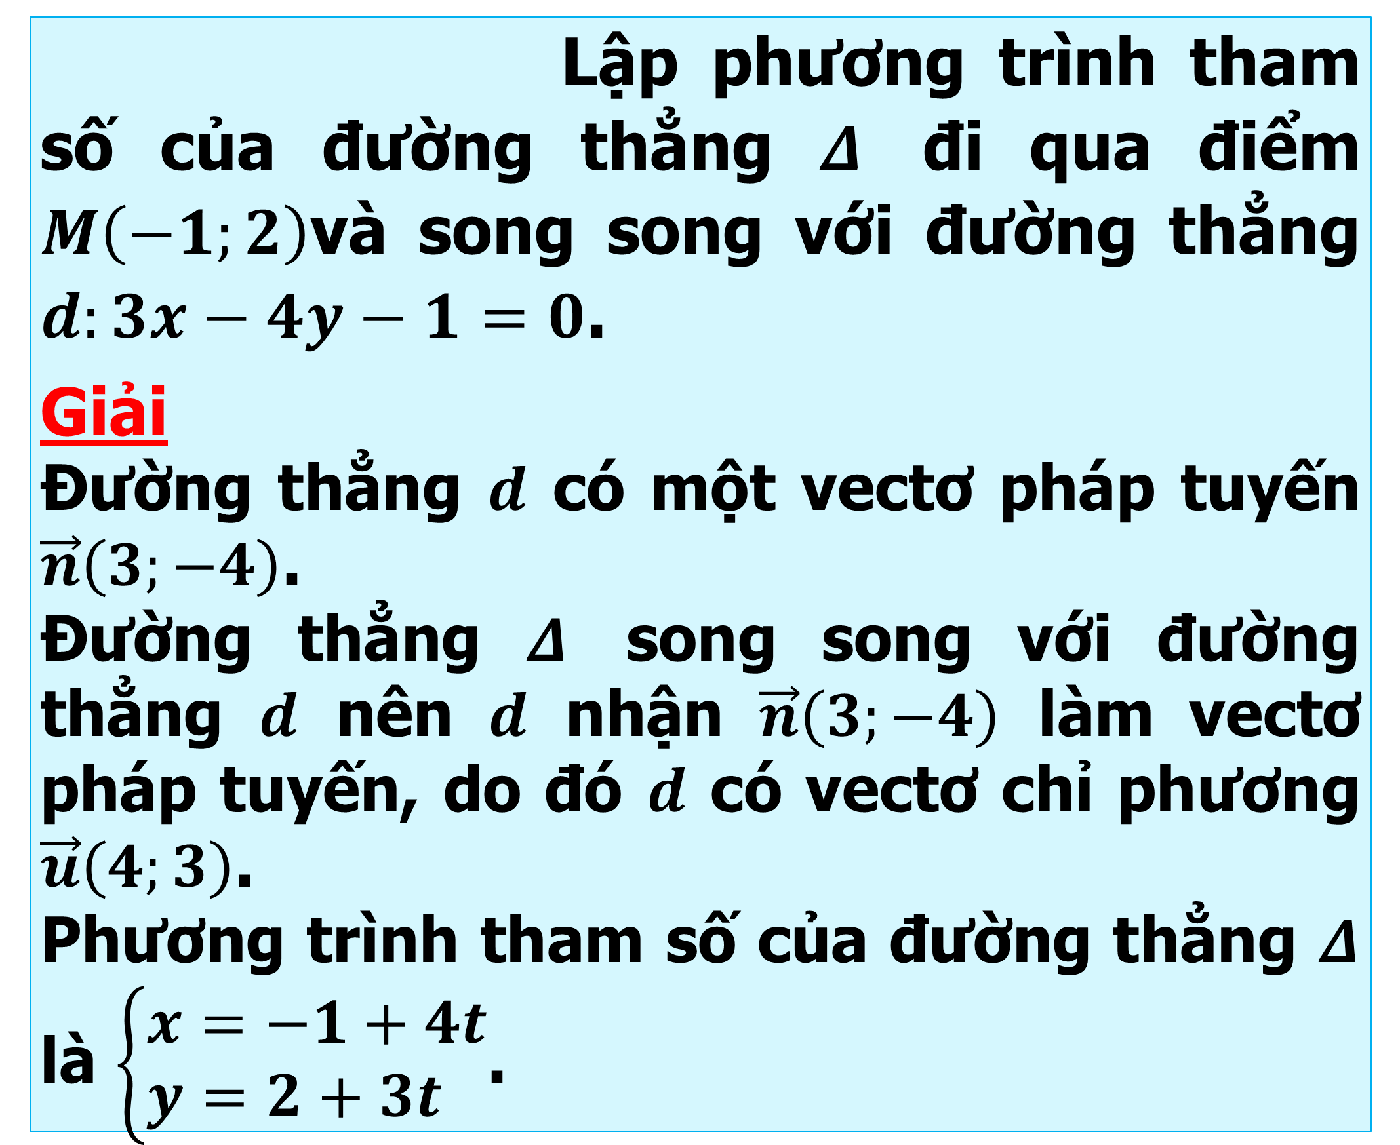 Lập phương trình tham
số của đường thẳng Δ đi qua điểm
M(−1; 2)và song song với đường thẳng
d: 3x − 4y − 1 = 0.
Giải
Đường thẳng d có một vectơ pháp tuyến
n⃗(3; −4).
Đường thẳng Δ song song với đường
thẳng d nên d nhận n⃗(3; −4) làm vectơ
pháp tuyến, do đó d có vectơ chỉ phương
u⃗(4; 3).
Phương trình tham số của đường thẳng Δ
là { x = −1 + 4t
y = 2 + 3t .